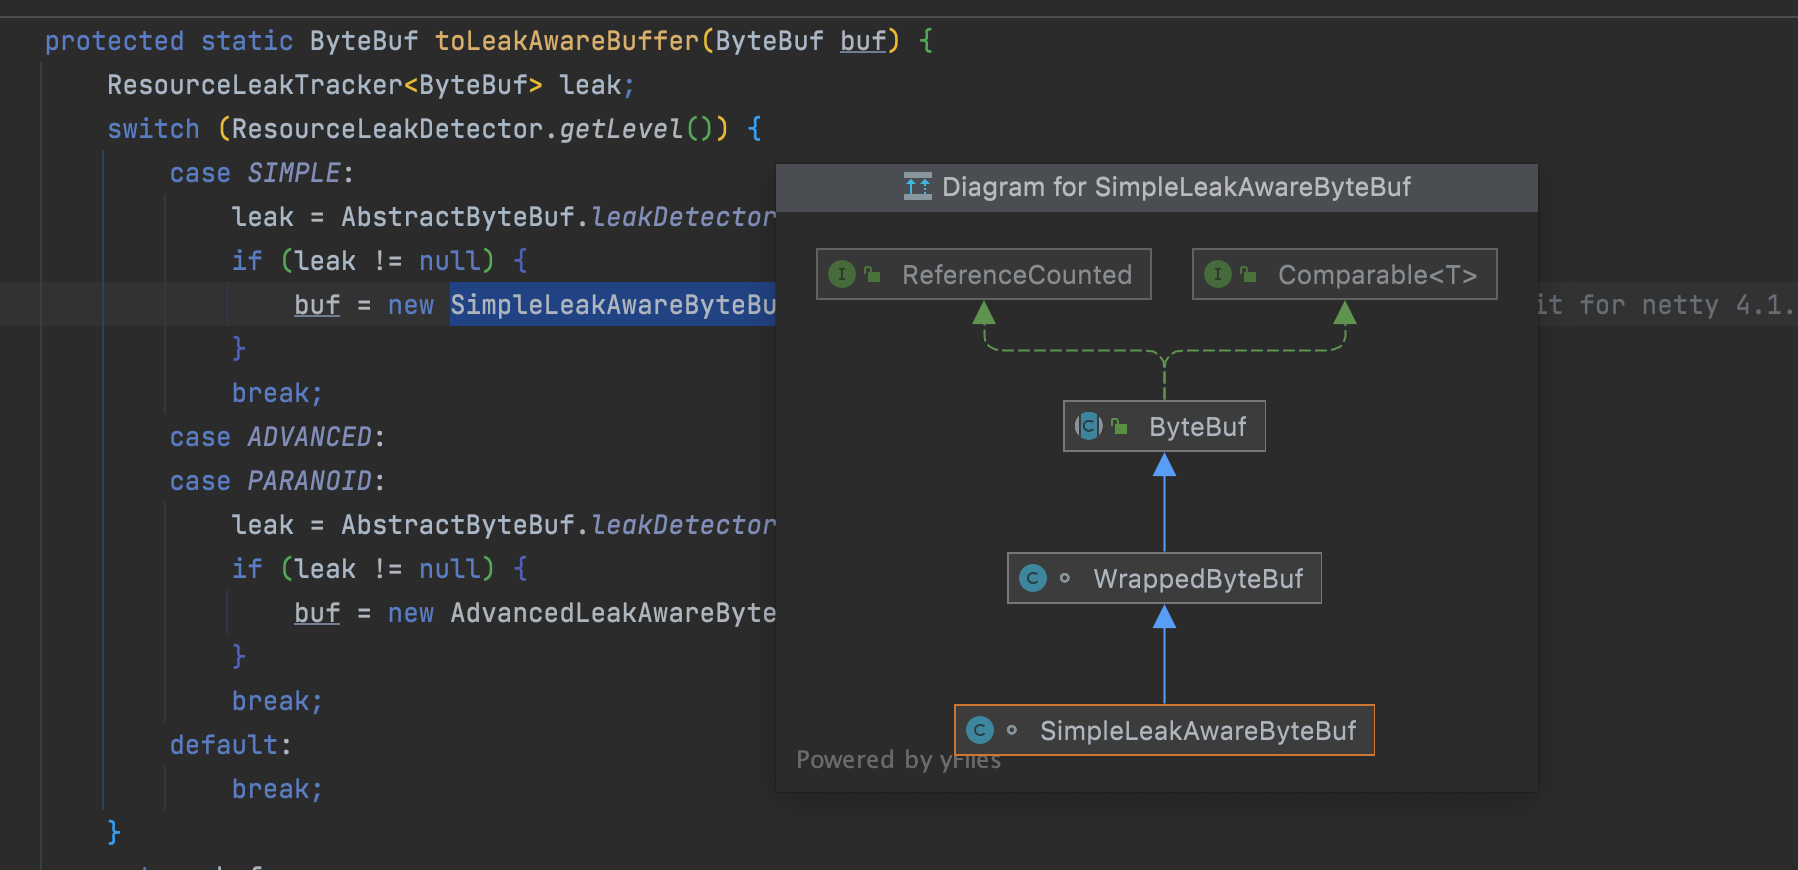 protected static ByteBuf toLeakAwareBuffer(ByteBuf buf) {
ResourceLeakTracker<ByteBuf> leak;
switch (ResourceLeakDetector.getLevel()) {
case SIMPLE:
leak = AbstractByteBuf.leakDetector
if (leak != null) {
buf = new SimpleLeakAwareByteBu
it for netty 4.1.
}
break;
case ADVANCED:
case PARANOID:
leak = AbstractByteBuf.leakDetector
if (leak != null) {
buf = new AdvancedLeakAwareByte
}
break;
default:
break;
}
Diagram for SimpleLeakAwareByteBuf
I ReferenceCounted
I Comparable<T>
C ByteBuf
C WrappedByteBuf
C SimpleLeakAwareByteBuf
Powered by yFiles